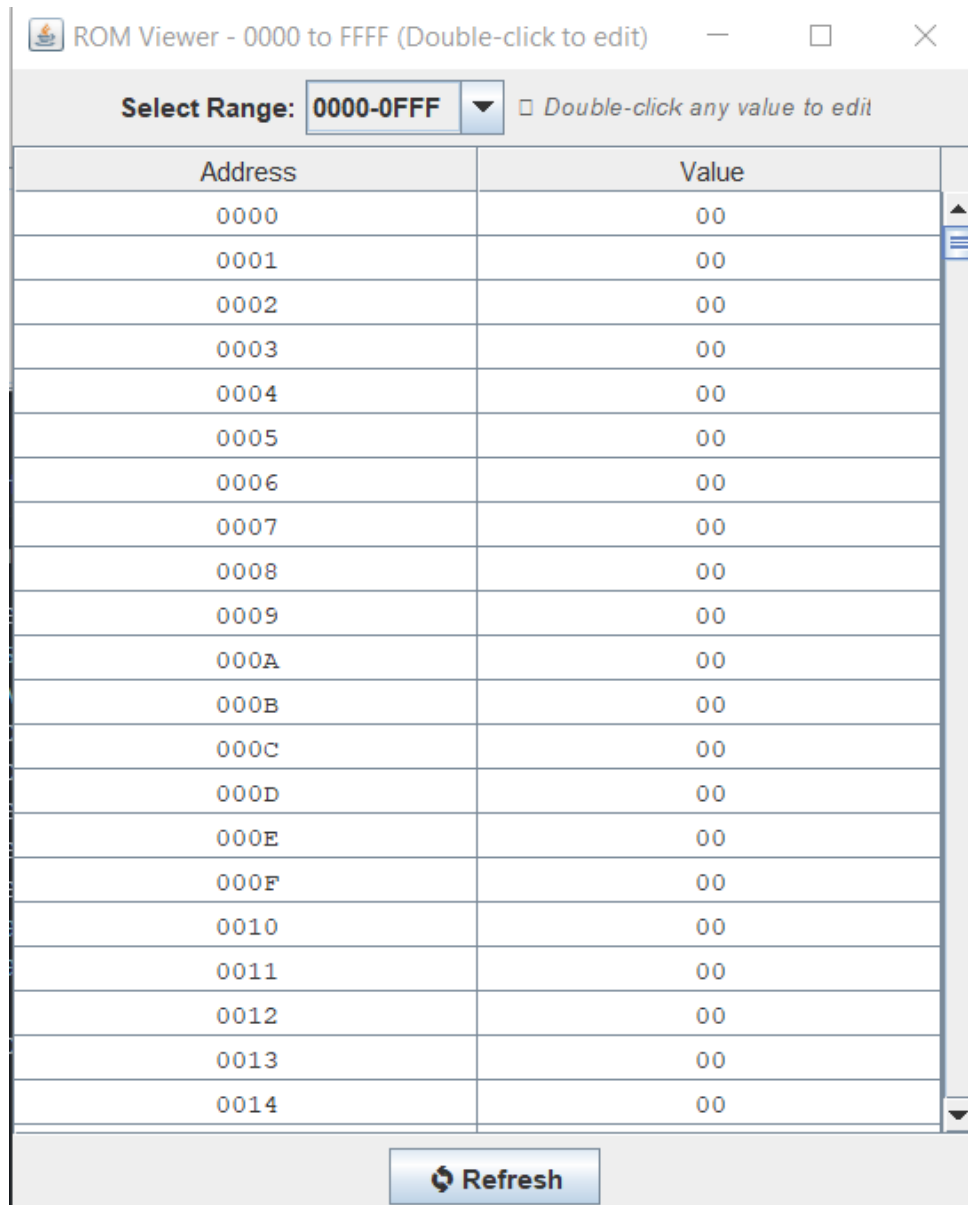 ROM Viewer - 0000 to FFFF (Double-click to edit)
Select Range: 0000-0FFF Double-click any value to edit
Address Value
0000 00
0001 00
0002 00
0003 00
0004 00
0005 00
0006 00
0007 00
0008 00
0009 00
000A 00
000B 00
000C 00
000D 00
000E 00
000F 00
0010 00
0011 00
0012 00
0013 00
0014 00
Refresh